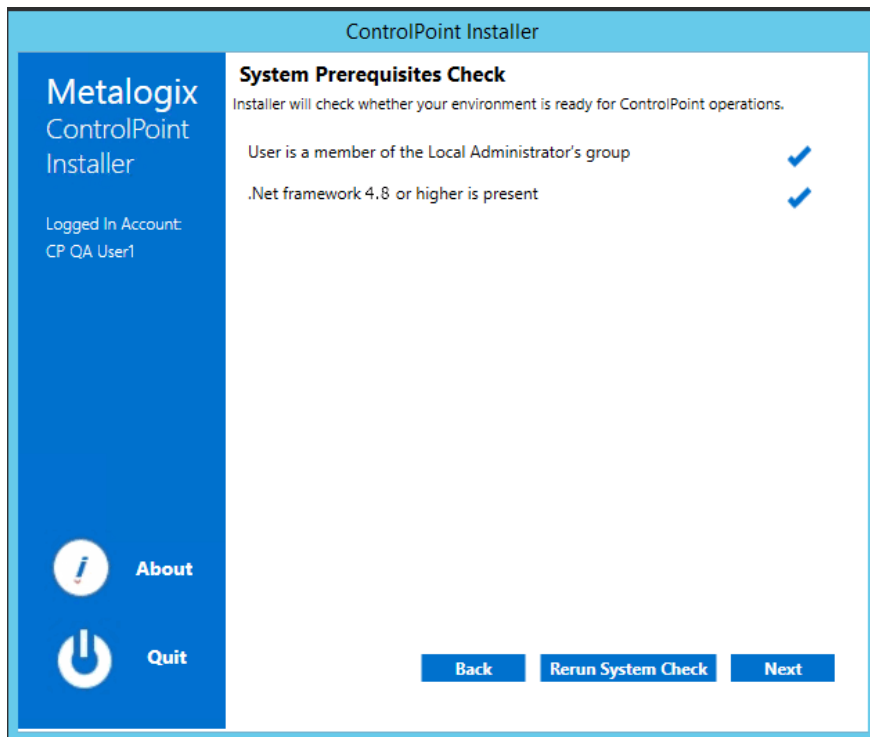 ControlPoint Installer
Metalogix
ControlPoint
Installer
Logged In Account:
CP QA User1
About
Quit
System Prerequisites Check
Installer will check whether your environment is ready for ControlPoint operations.
User is a member of the Local Administrator's group
.Net framework 4.8 or higher is present
Back
Rerun System Check
Next